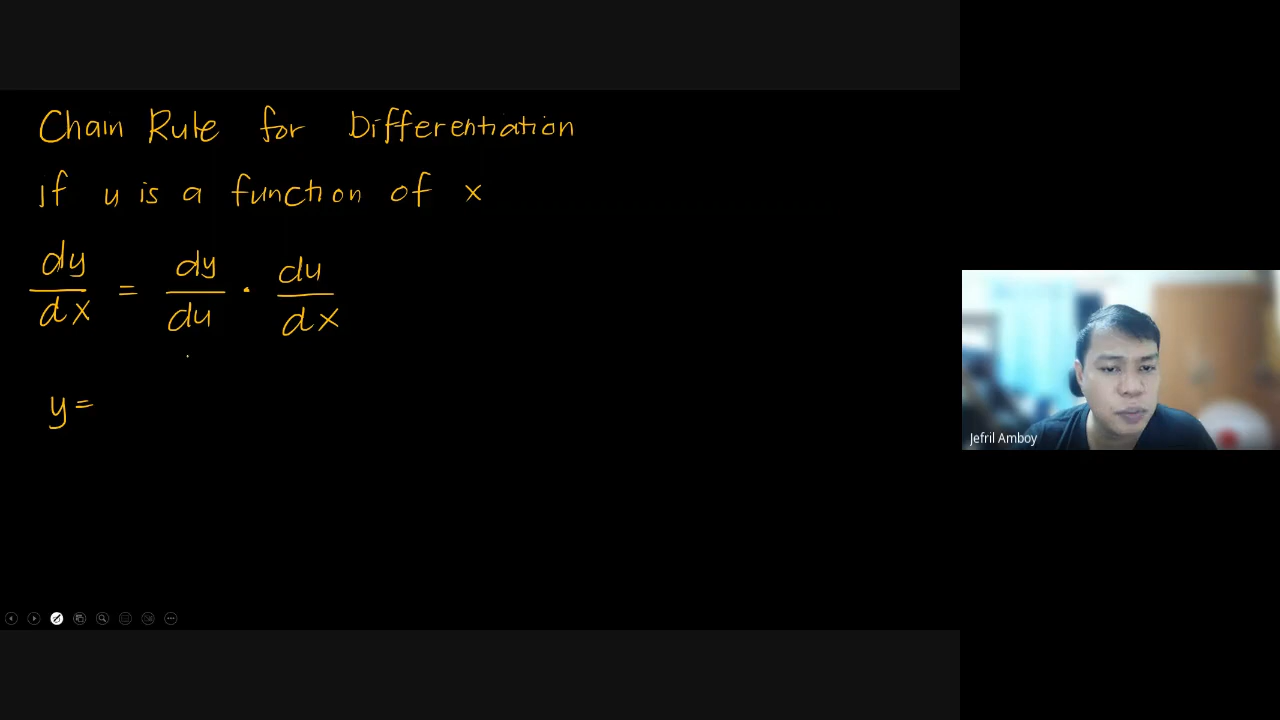 Chain Rule for Differentiation
If u is a function of x
dy/dx = dy/du · du/dx
y=
Jefril Amboy